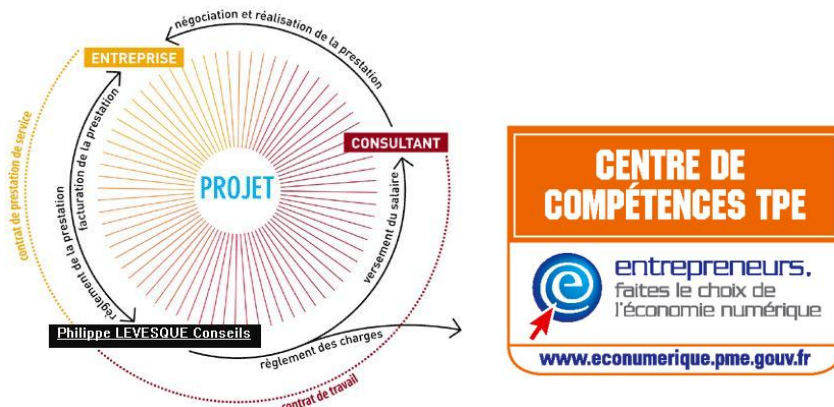 négociation et réalisation de la prestation
ENTREPRISE
contrat de prestation de service
règlement de la prestation
facturation de la prestation
CONSULTANT
PROJET
versement du salaire
Philippe LEVESQUE Conseils
règlement des charges
contrat de travail
CENTRE DE
COMPÉTENCES TPE
e
entrepreneurs,
faites le choix de
l'économie numérique
www.econumerique.pme.gouv.fr